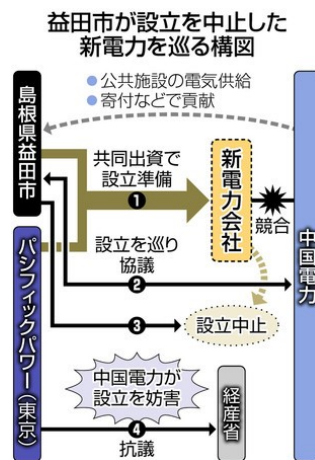 益田市が設立を中止した
新電力を巡る構図
●公共施設の電気供給
●寄付などで貢献
島根県益田市
共同出資で
設立準備
❶
新電力会社
競合
中国電力
設立を巡り
協議
❷
❸
設立中止
パシフィックパワー(東京)
中国電力が
設立を妨害
❹
抗議
経産省